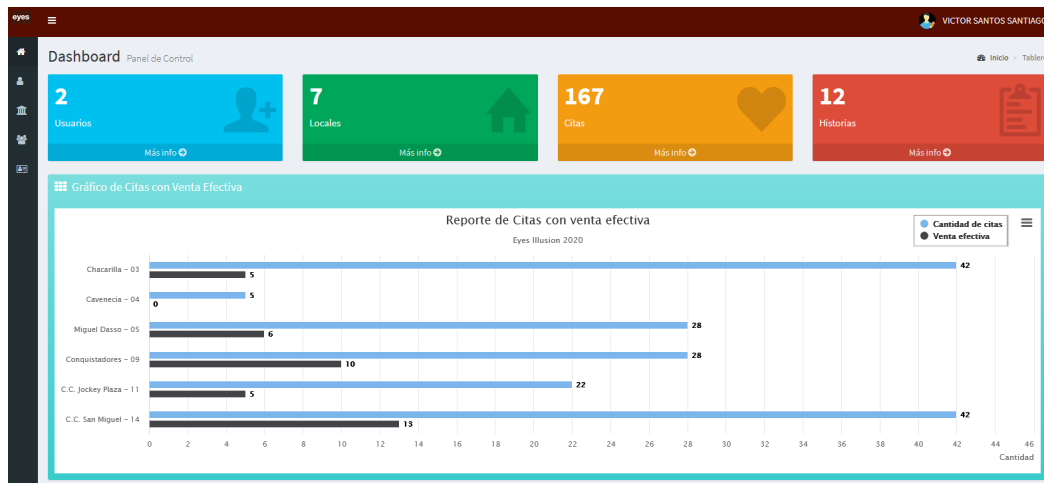 eyes
VICTOR SANTOS SANTIAGO
Dashboard Panel de Control
Inicio > Tablero
2
Usuarios
Más info
7
Locales
Más info
167
Citas
Más info
12
Historias
Más info
Gráfico de Citas con Venta Efectiva
Reporte de Citas con venta efectiva
Eyes Illusion 2020
Cantidad de citas
Venta efectiva
Chacarilla - 03
42
5
Cavenecia - 04
5
0
Miguel Dasso - 05
28
6
Conquistadores - 09
28
10
C.C. Jockey Plaza - 11
22
5
C.C. San Miguel - 14
42
13
0 2 4 6 8 10 12 14 16 18 20 22 24 26 28 30 32 34 36 38 40 42 44 46
Cantidad